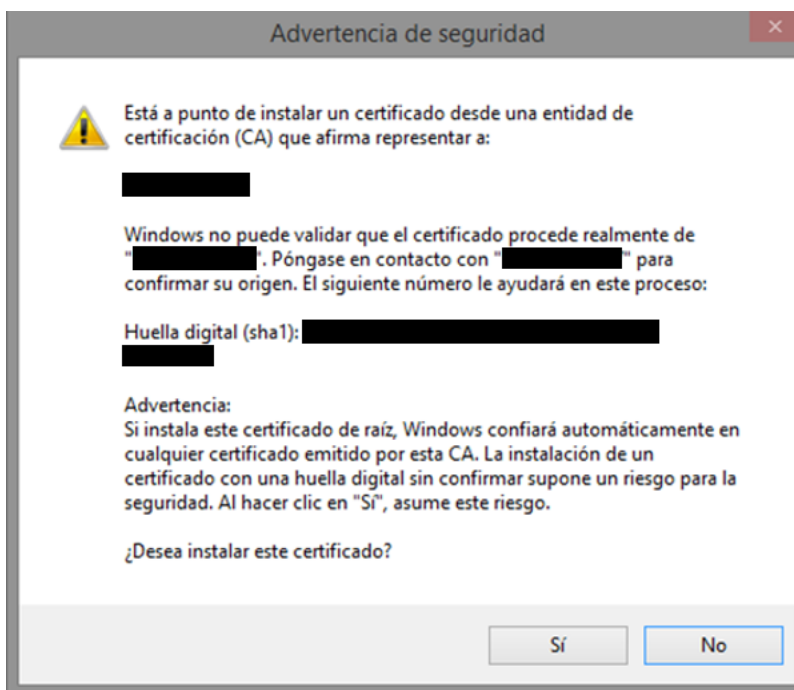 Advertencia de seguridad
Está a punto de instalar un certificado desde una entidad de
certificación (CA) que afirma representar a:
Windows no puede validar que el certificado procede realmente de
" ". Póngase en contacto con " " para
confirmar su origen. El siguiente número le ayudará en este proceso:
Huella digital (sha1):
Advertencia:
Si instala este certificado de raíz, Windows confiará automáticamente en
cualquier certificado emitido por esta CA. La instalación de un
certificado con una huella digital sin confirmar supone un riesgo para la
seguridad. Al hacer clic en "Sí", asume este riesgo.
¿Desea instalar este certificado?
Sí
No